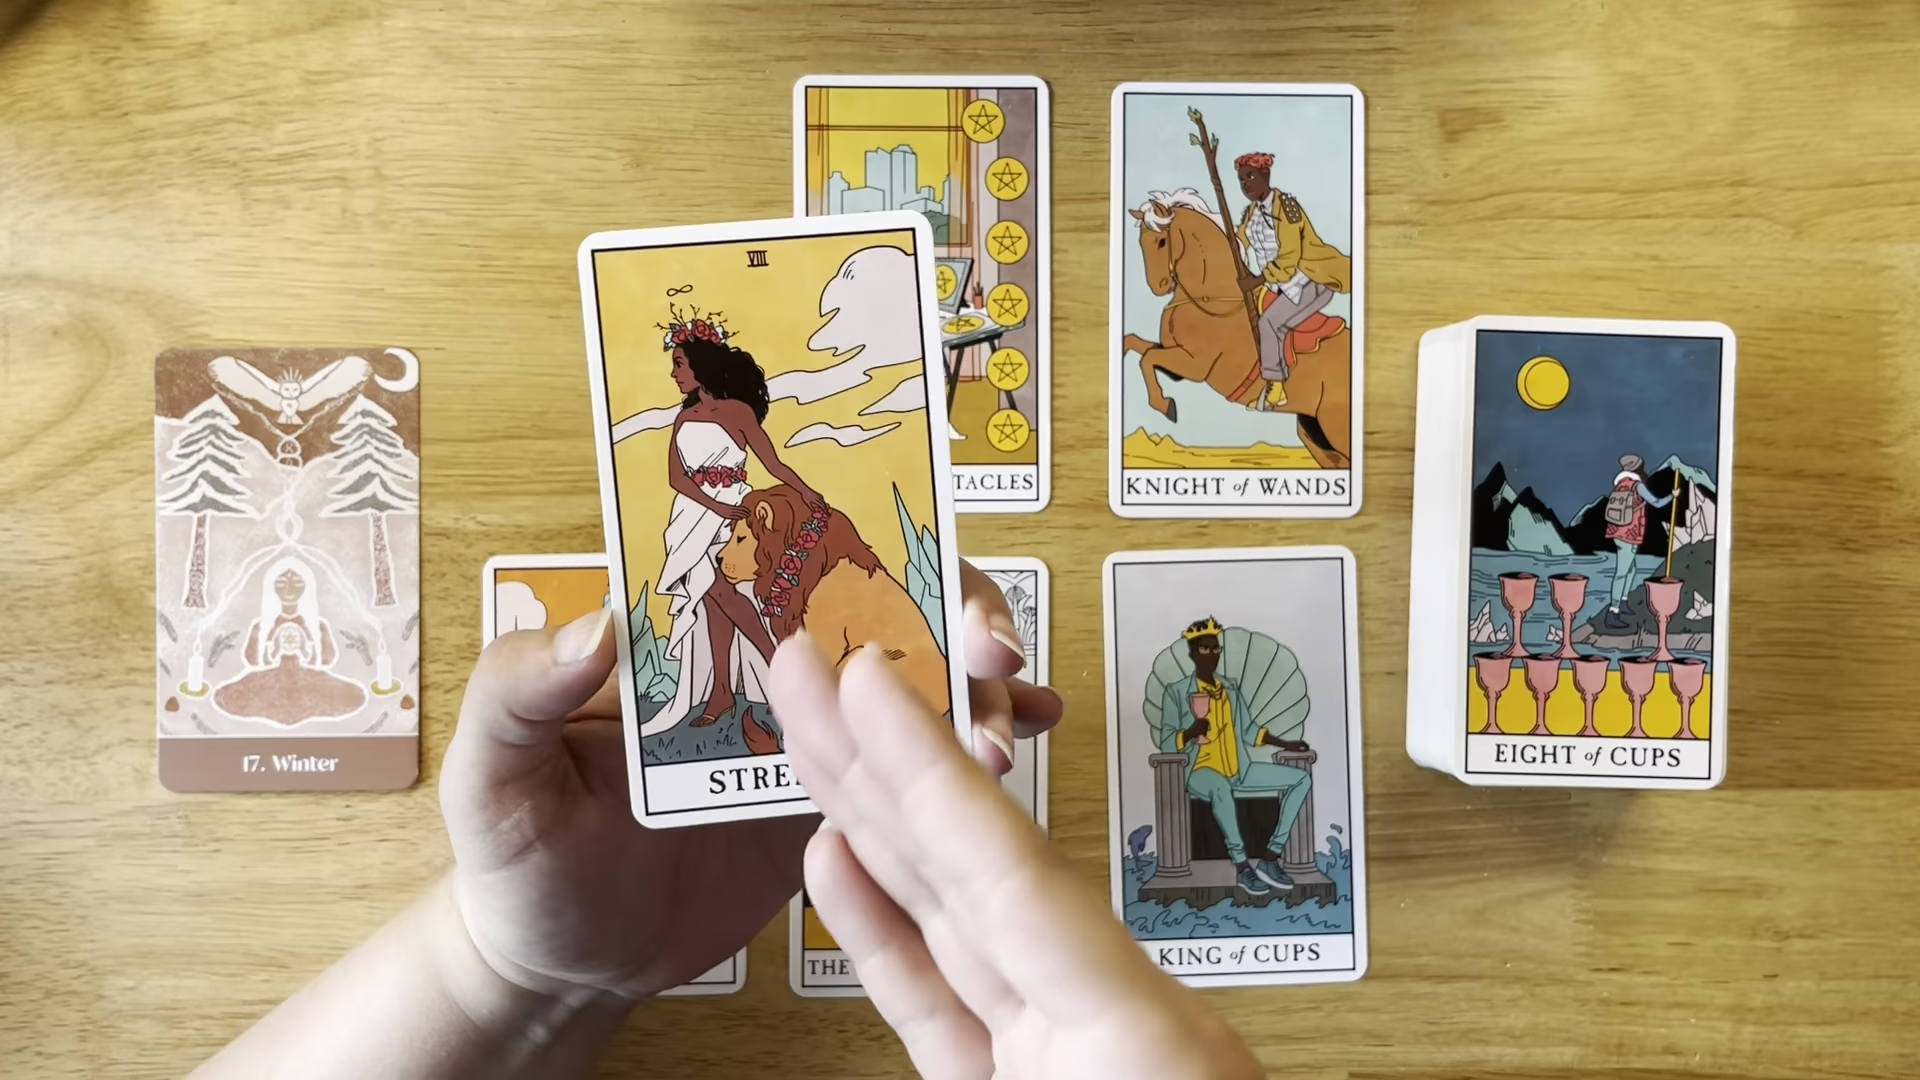 VIII
TACLES
KNIGHT of WANDS
17. Winter
STRE
EIGHT of CUPS
THE
KING of CUPS